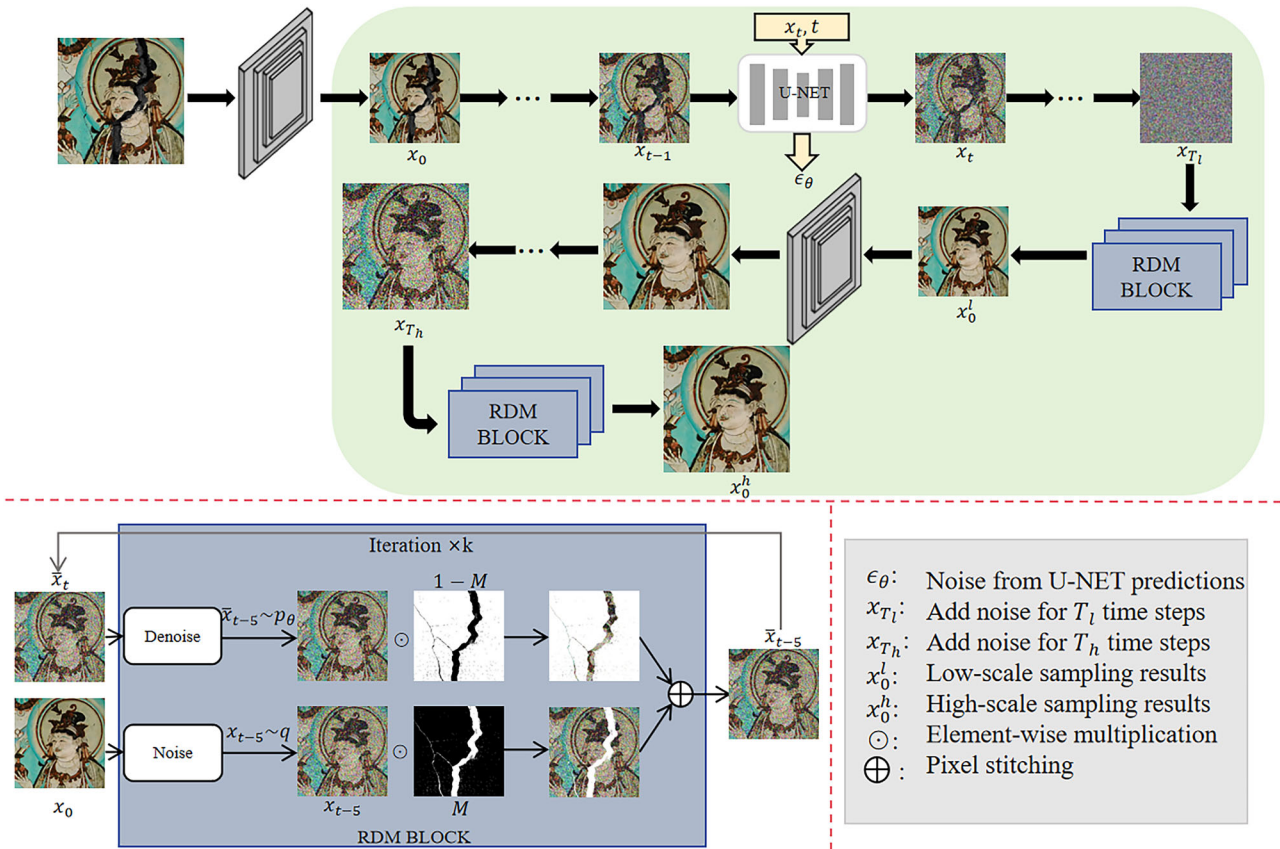 x_t, t
U-NET
...
...
x_0
x_{t−1}
ϵ_θ
x_t
x_{T_l}
...
RDM
BLOCK
x_0^l
x_{T_h}
RDM
BLOCK
x_0^h
Iteration ×k
x̄_t
1 − M
Denoise
x̄_{t−5}~p_θ
⊙
x̄_{t−5}
⊕
Noise
x_{t−5}~q
⊙
x_0
x_{t−5}
M
RDM BLOCK
ϵ_θ: Noise from U-NET predictions
x_{T_l}: Add noise for T_l time steps
x_{T_h}: Add noise for T_h time steps
x_0^l: Low-scale sampling results
x_0^h: High-scale sampling results
⊙: Element-wise multiplication
⊕: Pixel stitching